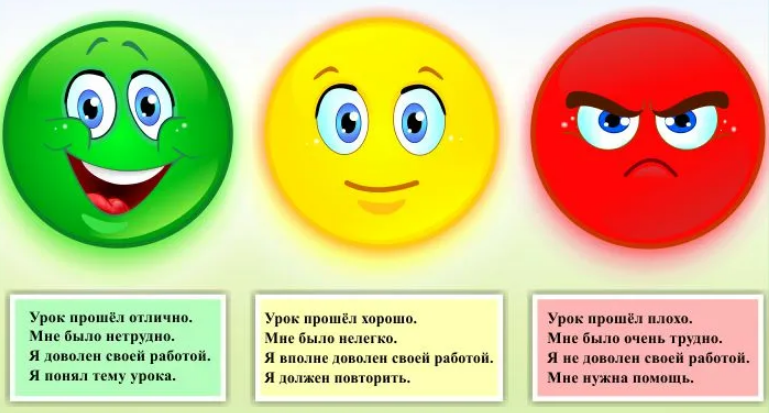 Урок прошёл отлично.
Мне было нетрудно.
Я доволен своей работой.
Я понял тему урока.
Урок прошёл хорошо.
Мне было нелегко.
Я вполне доволен своей работой.
Я должен повторить.
Урок прошёл плохо.
Мне было очень трудно.
Я не доволен своей работой.
Мне нужна помощь.